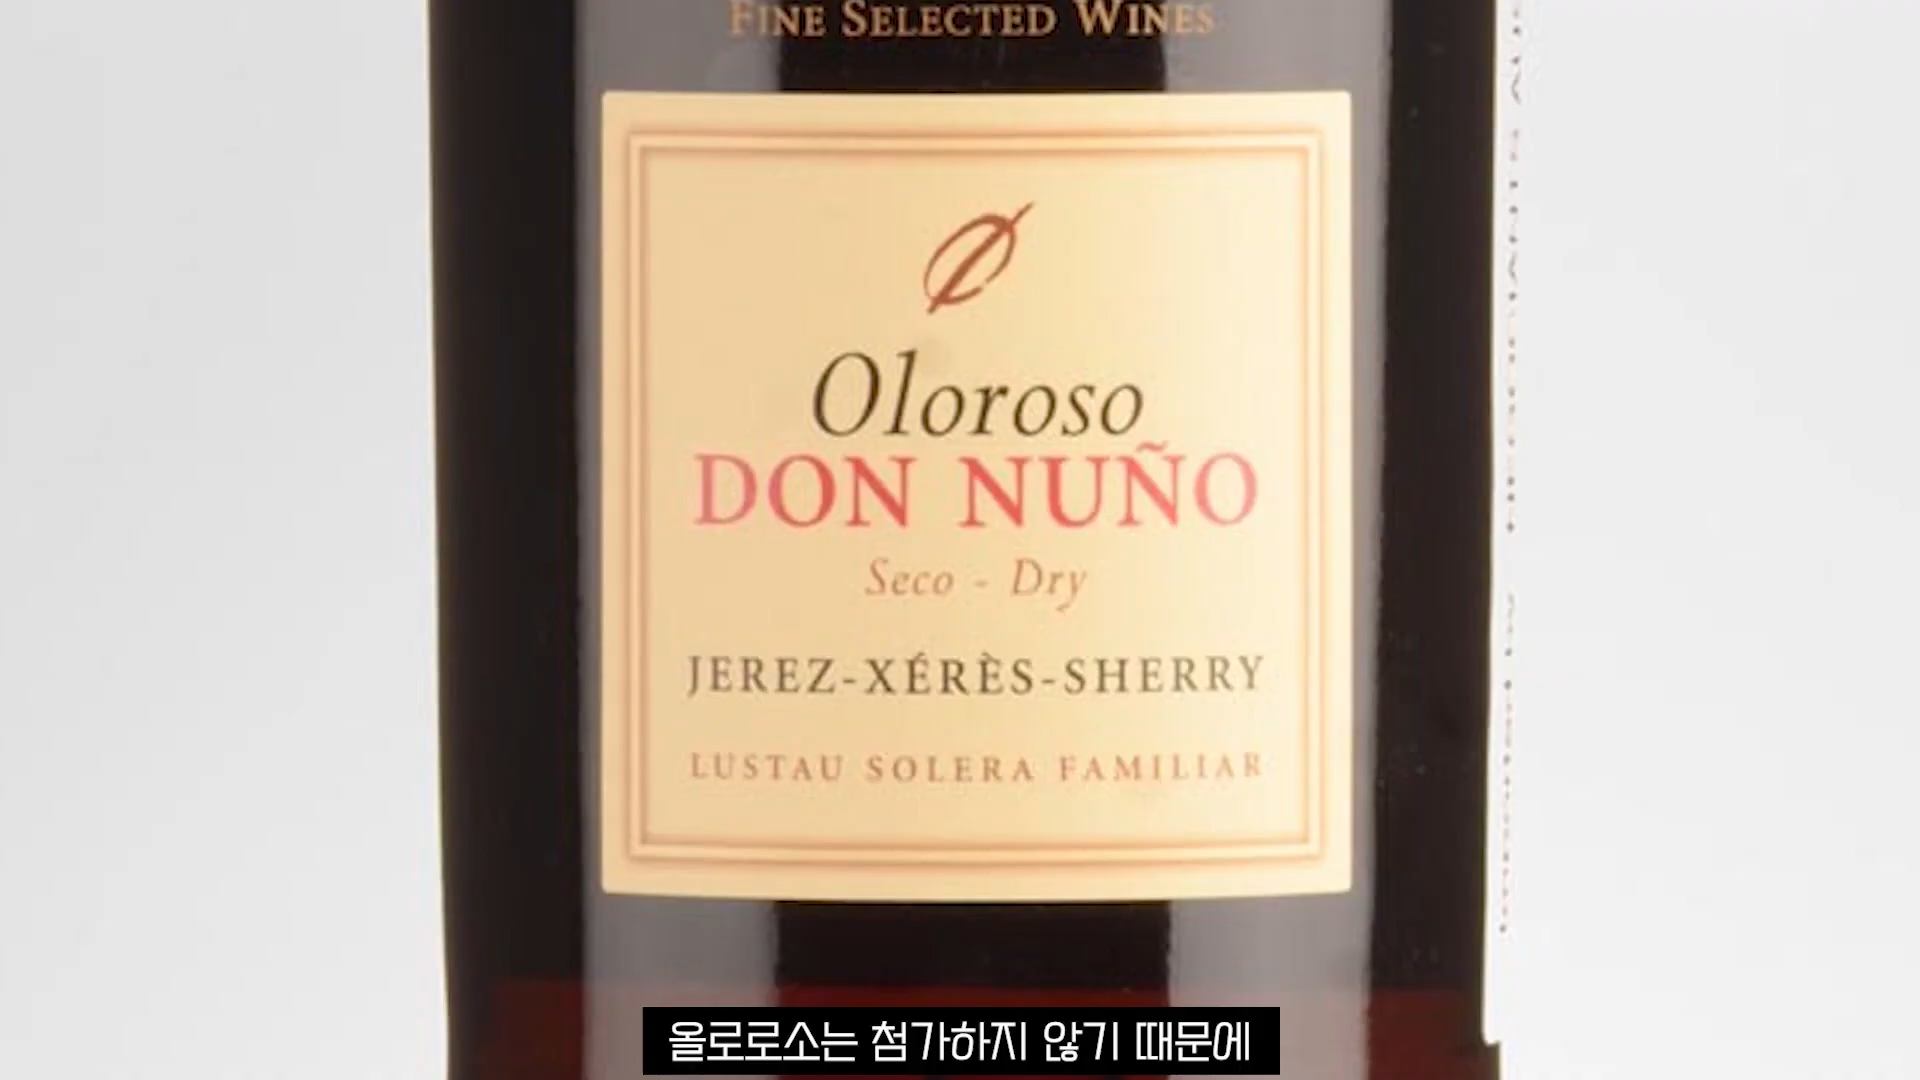 FINE SELECTED WINES
Oloroso
DON NUÑO
Seco - Dry
JEREZ-XÉRÈS-SHERRY
LUSTAU SOLERA FAMILIAR
올로로소는 첨가하지 않기 때문에